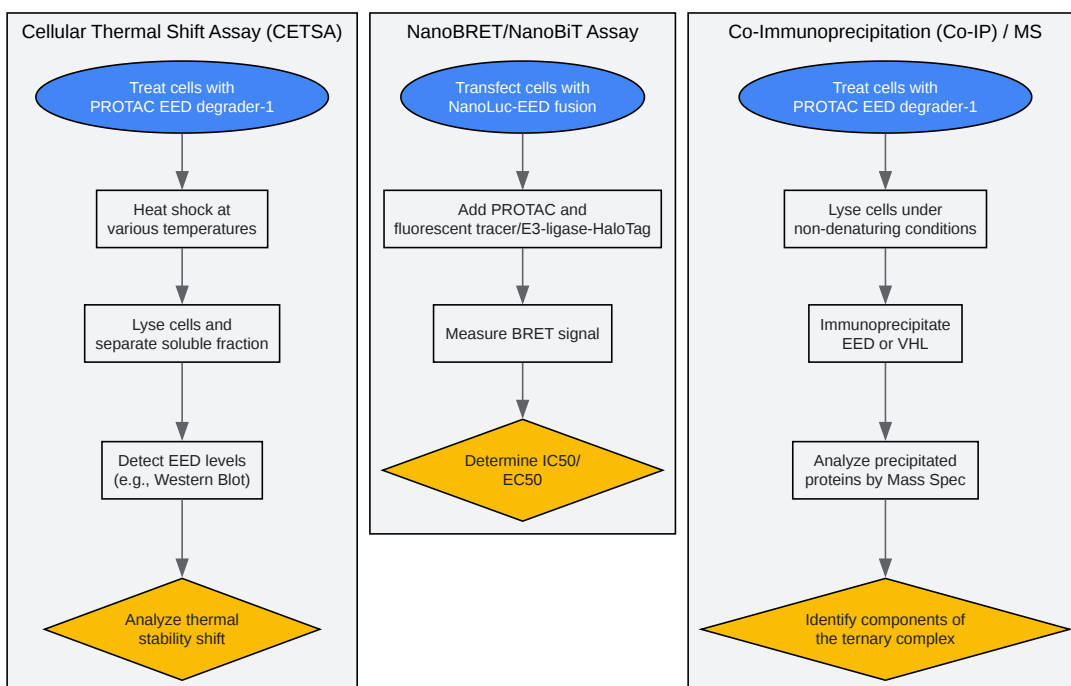 Cellular Thermal Shift Assay (CETSA)
Treat cells with
PROTAC EED degrader-1
Heat shock at
various temperatures
Lyse cells and
separate soluble fraction
Detect EED levels
(e.g., Western Blot)
Analyze thermal
stability shift
NanoBRET/NanoBiT Assay
Transfect cells with
NanoLuc-EED fusion
Add PROTAC and
fluorescent tracer/E3-ligase-HaloTag
Measure BRET signal
Determine IC50/
EC50
Co-Immunoprecipitation (Co-IP) / MS
Treat cells with
PROTAC EED degrader-1
Lyse cells under
non-denaturing conditions
Immunoprecipitate
EED or VHL
Analyze precipitated
proteins by Mass Spec
Identify components of
the ternary complex